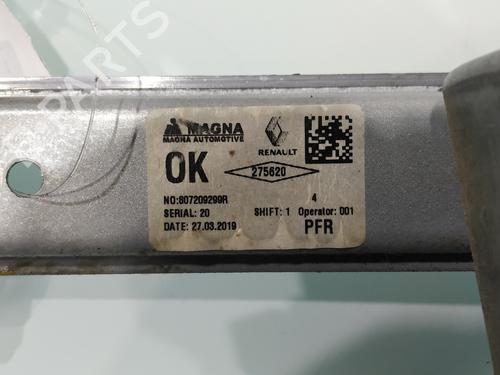 MAGNA
MAGNA AUTOMOTIVE
RENAULT
OK
275620
NO:807209299R
4
SERIAL: 20
SHIFT: 1 Operator: 001
DATE: 27.03.2019
PFR
B-PARTS